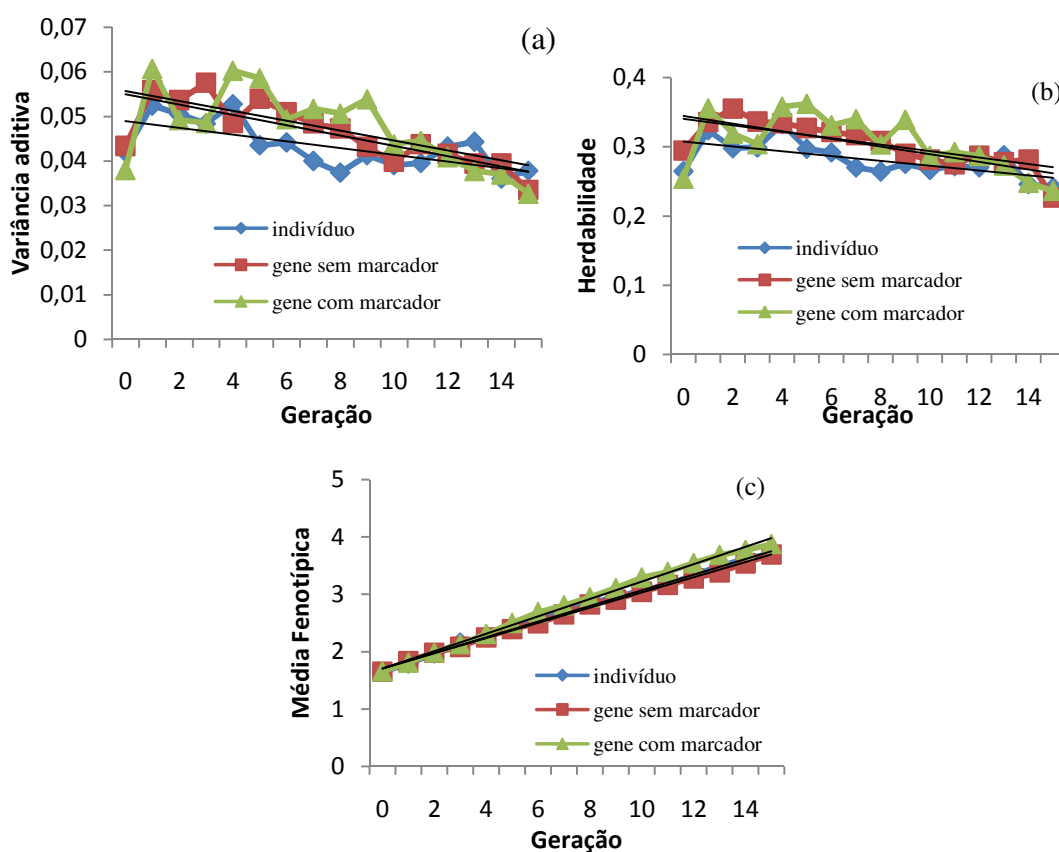 (a)
Variância aditiva
0,07
0,06
0,05
0,04
0,03
0,02
0,01
0
indivíduo
gene sem marcador
gene com marcador
0 2 4 6 8 10 12 14
Geração
(b)
Herdabilidade
0,4
0,3
0,2
0,1
0
indivíduo
gene sem marcador
gene com marcador
0 2 4 6 8 10 12 14
Geração
(c)
Média Fenotípica
5
4
3
2
1
0
indivíduo
gene sem marcador
gene com marcador
0 2 4 6 8 10 12 14
Geração